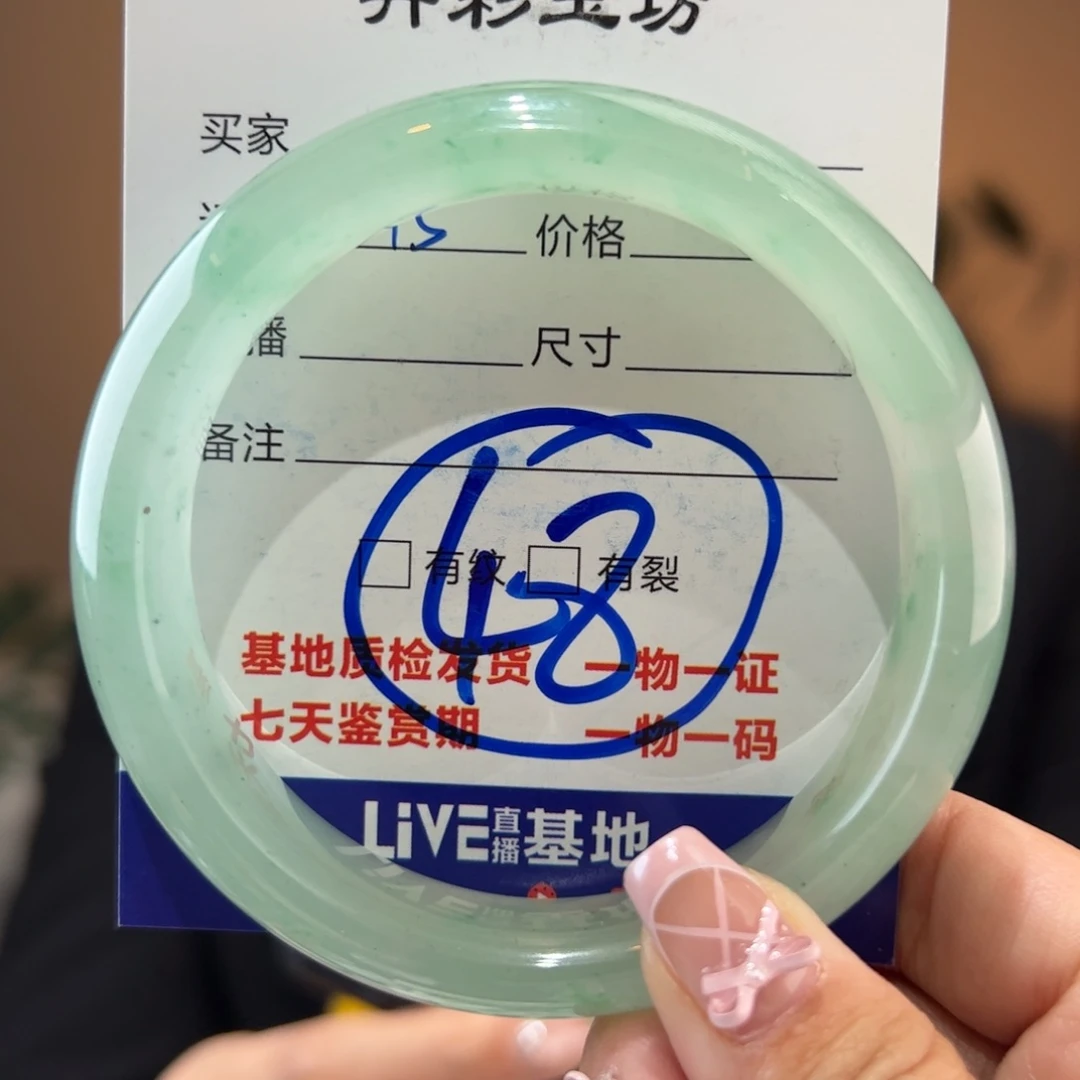 买家
价格
播 尺寸
备注
48
有纹 有裂
基地质检发货 一物一证
七天鉴赏期 一物一码
LiVE直播基地